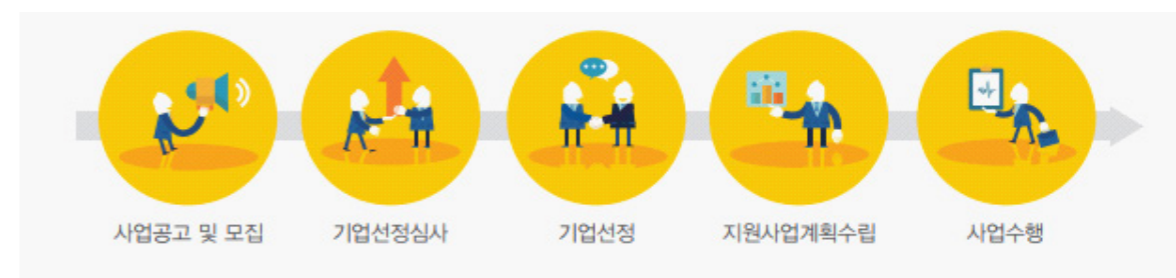 사업공고 및 모집
기업선정심사
기업선정
지원사업계획수립
사업수행